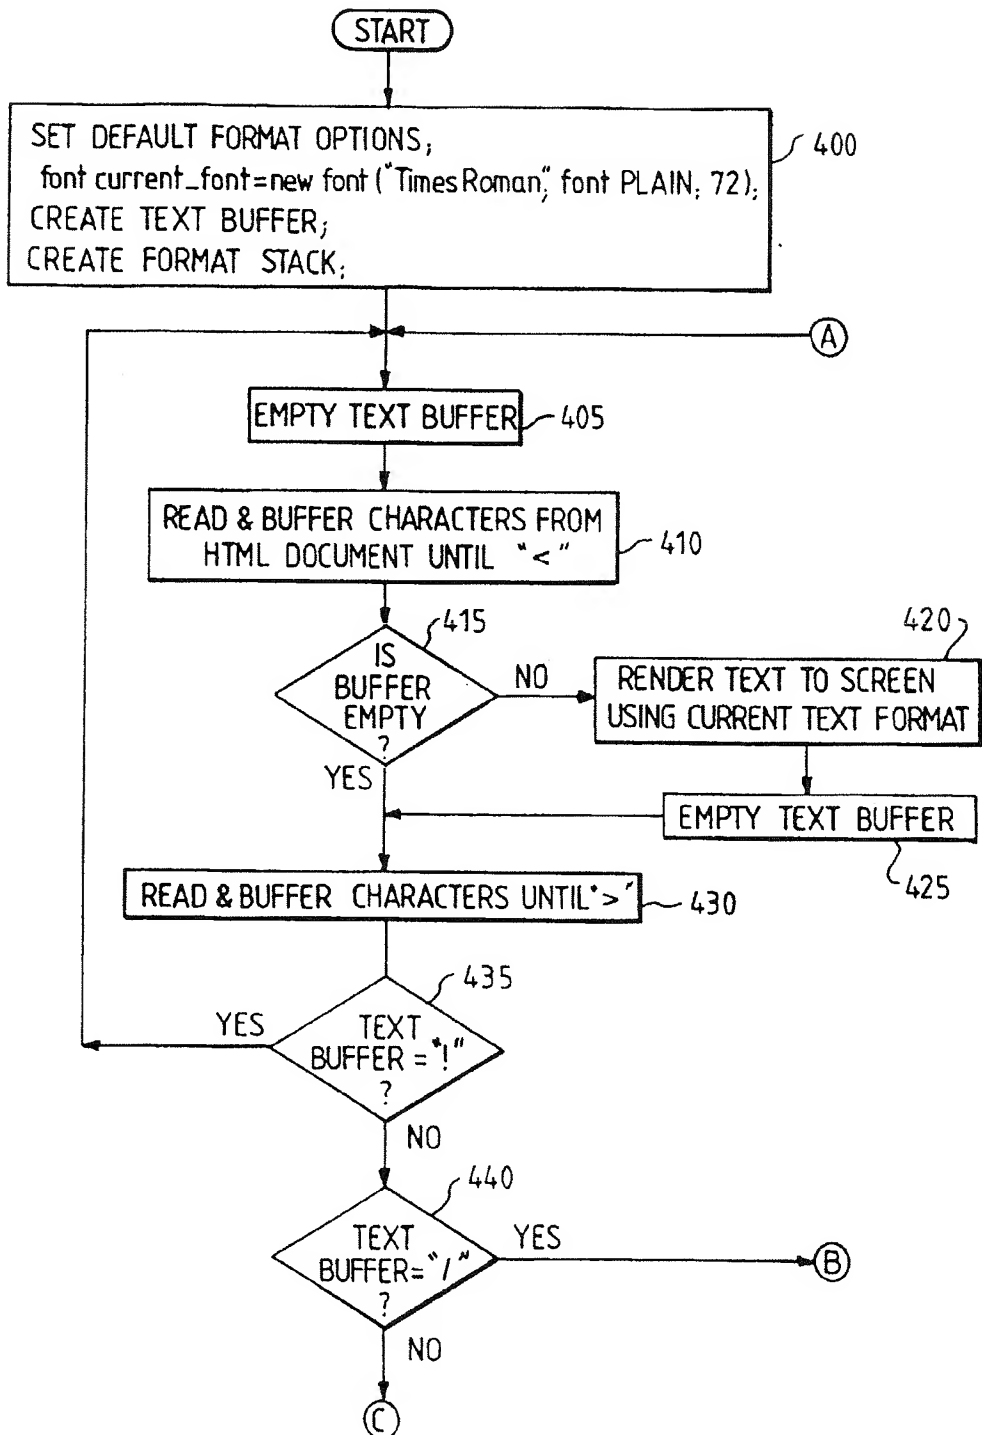 START
SET DEFAULT FORMAT OPTIONS;
font current_font=new font ("TimesRoman", font PLAIN; 72);
CREATE TEXT BUFFER;
CREATE FORMAT STACK;
400
A
EMPTY TEXT BUFFER
405
READ & BUFFER CHARACTERS FROM
HTML DOCUMENT UNTIL "<"
410
415
IS
BUFFER
EMPTY
?
NO
YES
420
RENDER TEXT TO SCREEN
USING CURRENT TEXT FORMAT
EMPTY TEXT BUFFER
425
READ & BUFFER CHARACTERS UNTIL ">"
430
435
TEXT
BUFFER = "!"
?
YES
NO
440
TEXT
BUFFER= "/"
?
YES
B
NO
C